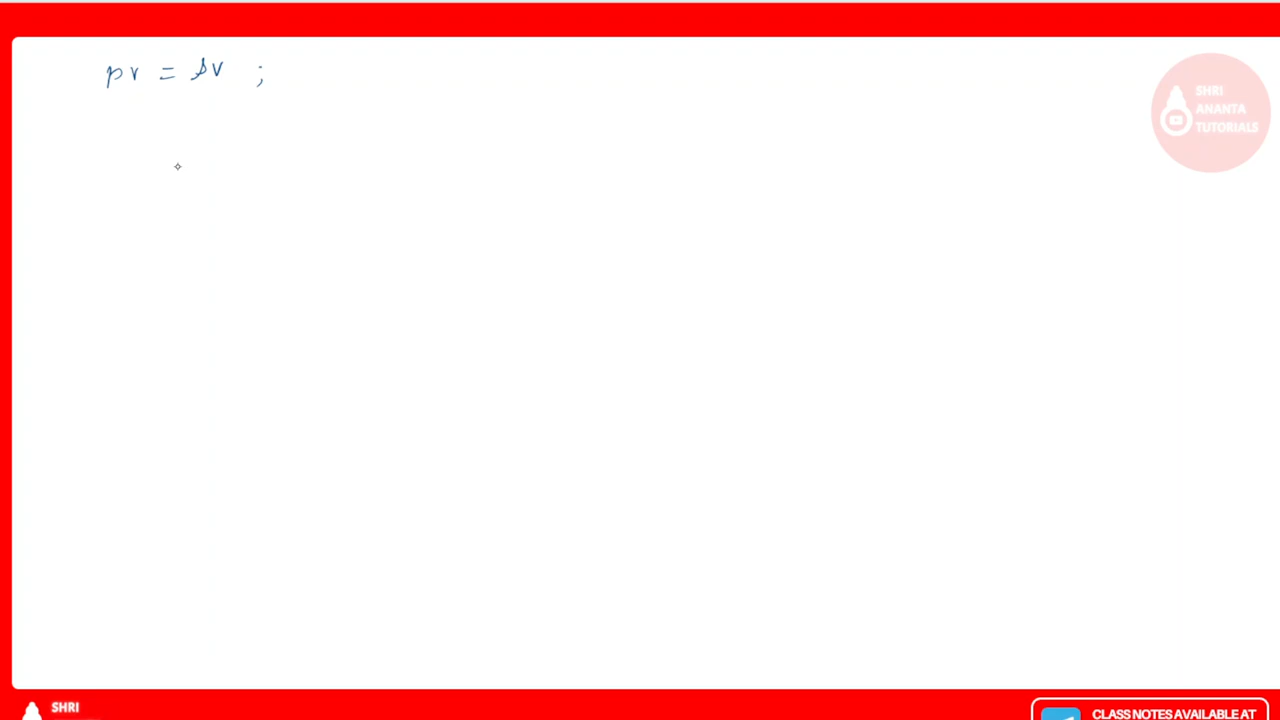 pv = sv ;
SHRI
ANANTA
TUTORIALS
SHRI
CLASS NOTES AVAILABLE AT